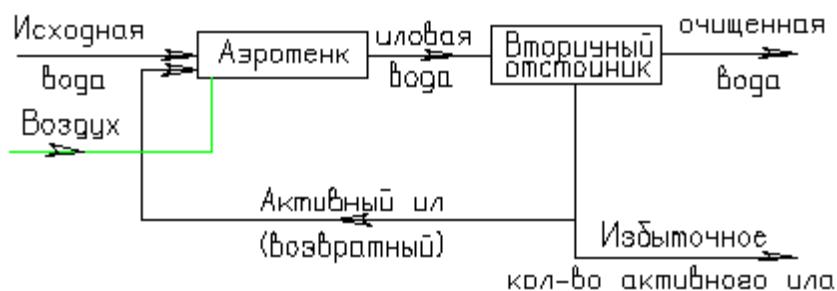 Исходная
вода
Аэротенк
иловая
вода
Вторичный
отстойник
очищенная
вода
Воздух
Активный ил
(возвратный)
Избыточное
кол-во активного ила